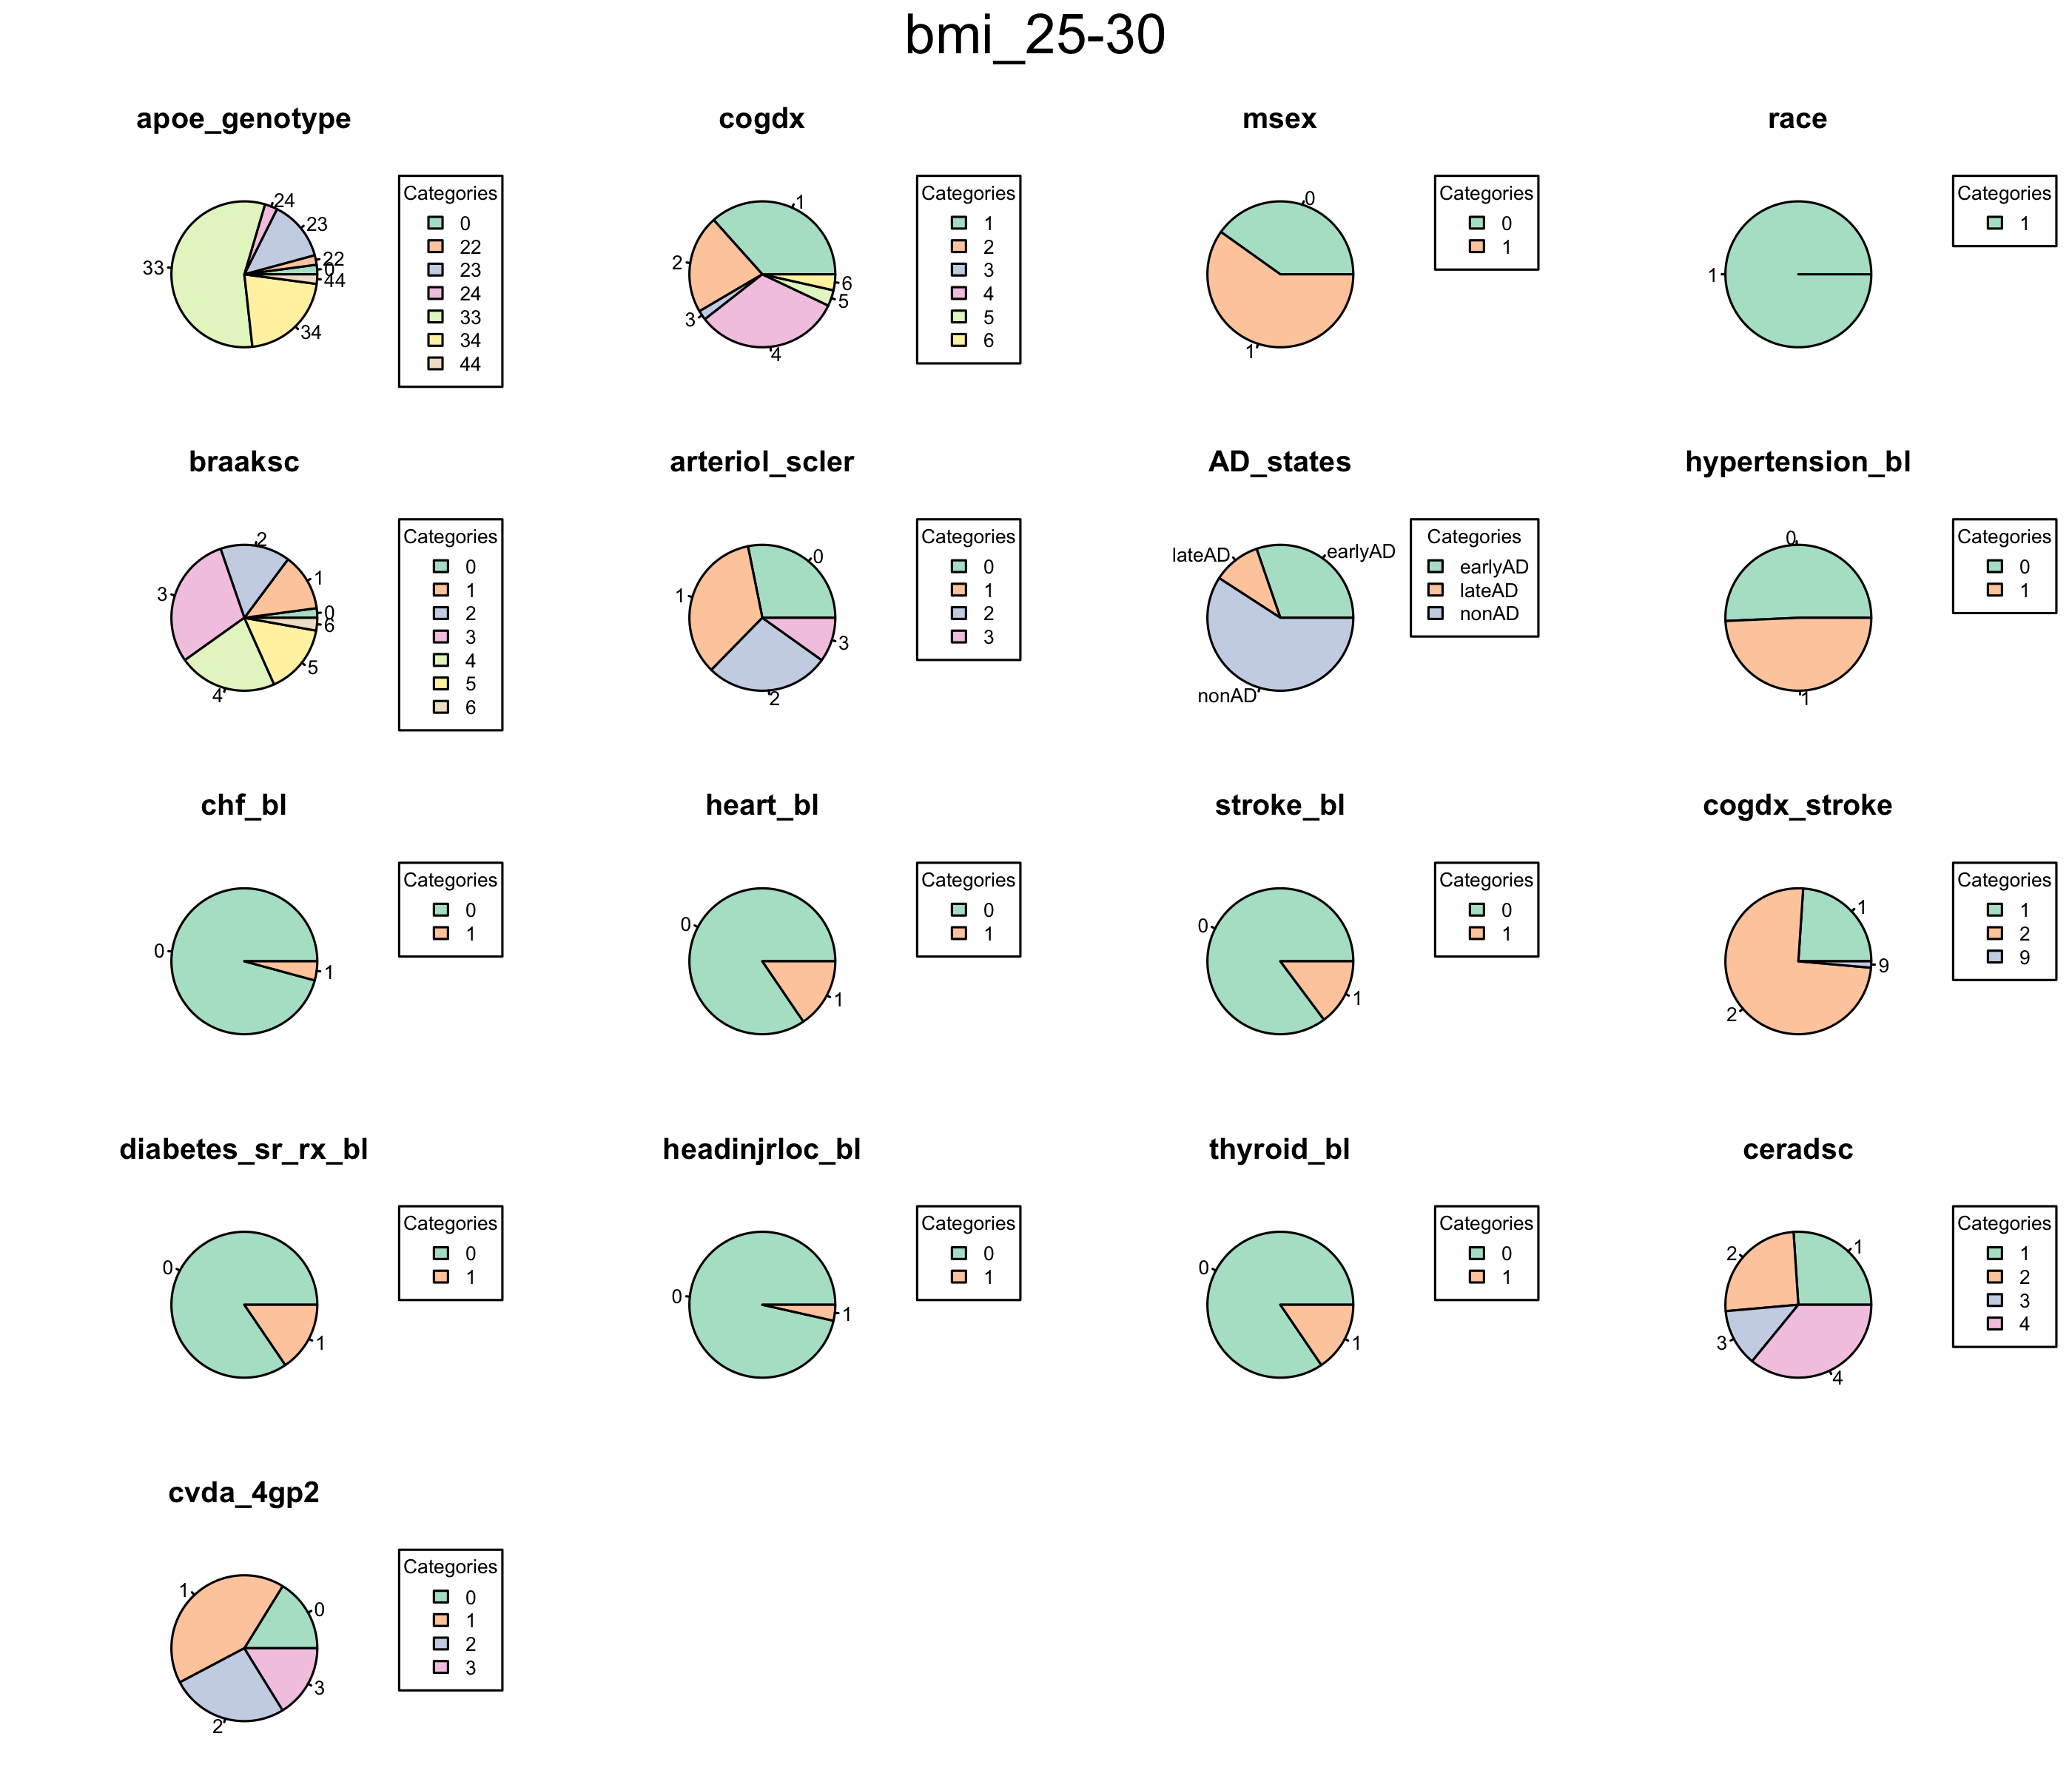 bmi_25-30
apoe_genotype
24
23
22
0
44
33
34
Categories
0
22
23
24
33
34
44
cogdx
1
2
3
4
5
6
Categories
1
2
3
4
5
6
msex
0
1
Categories
0
1
race
1
Categories
1
braaksc
2
1
0
6
3
5
4
Categories
0
1
2
3
4
5
6
arteriol_scler
0
1
3
2
Categories
0
1
2
3
AD_states
lateAD
earlyAD
nonAD
Categories
earlyAD
lateAD
nonAD
hypertension_bl
0
1
Categories
0
1
chf_bl
0
1
Categories
0
1
heart_bl
0
1
Categories
0
1
stroke_bl
0
1
Categories
0
1
cogdx_stroke
1
9
2
Categories
1
2
9
diabetes_sr_rx_bl
0
1
Categories
0
1
headinjrloc_bl
0
1
Categories
0
1
thyroid_bl
0
1
Categories
0
1
ceradsc
2
1
3
4
Categories
1
2
3
4
cvda_4gp2
1
0
3
2
Categories
0
1
2
3